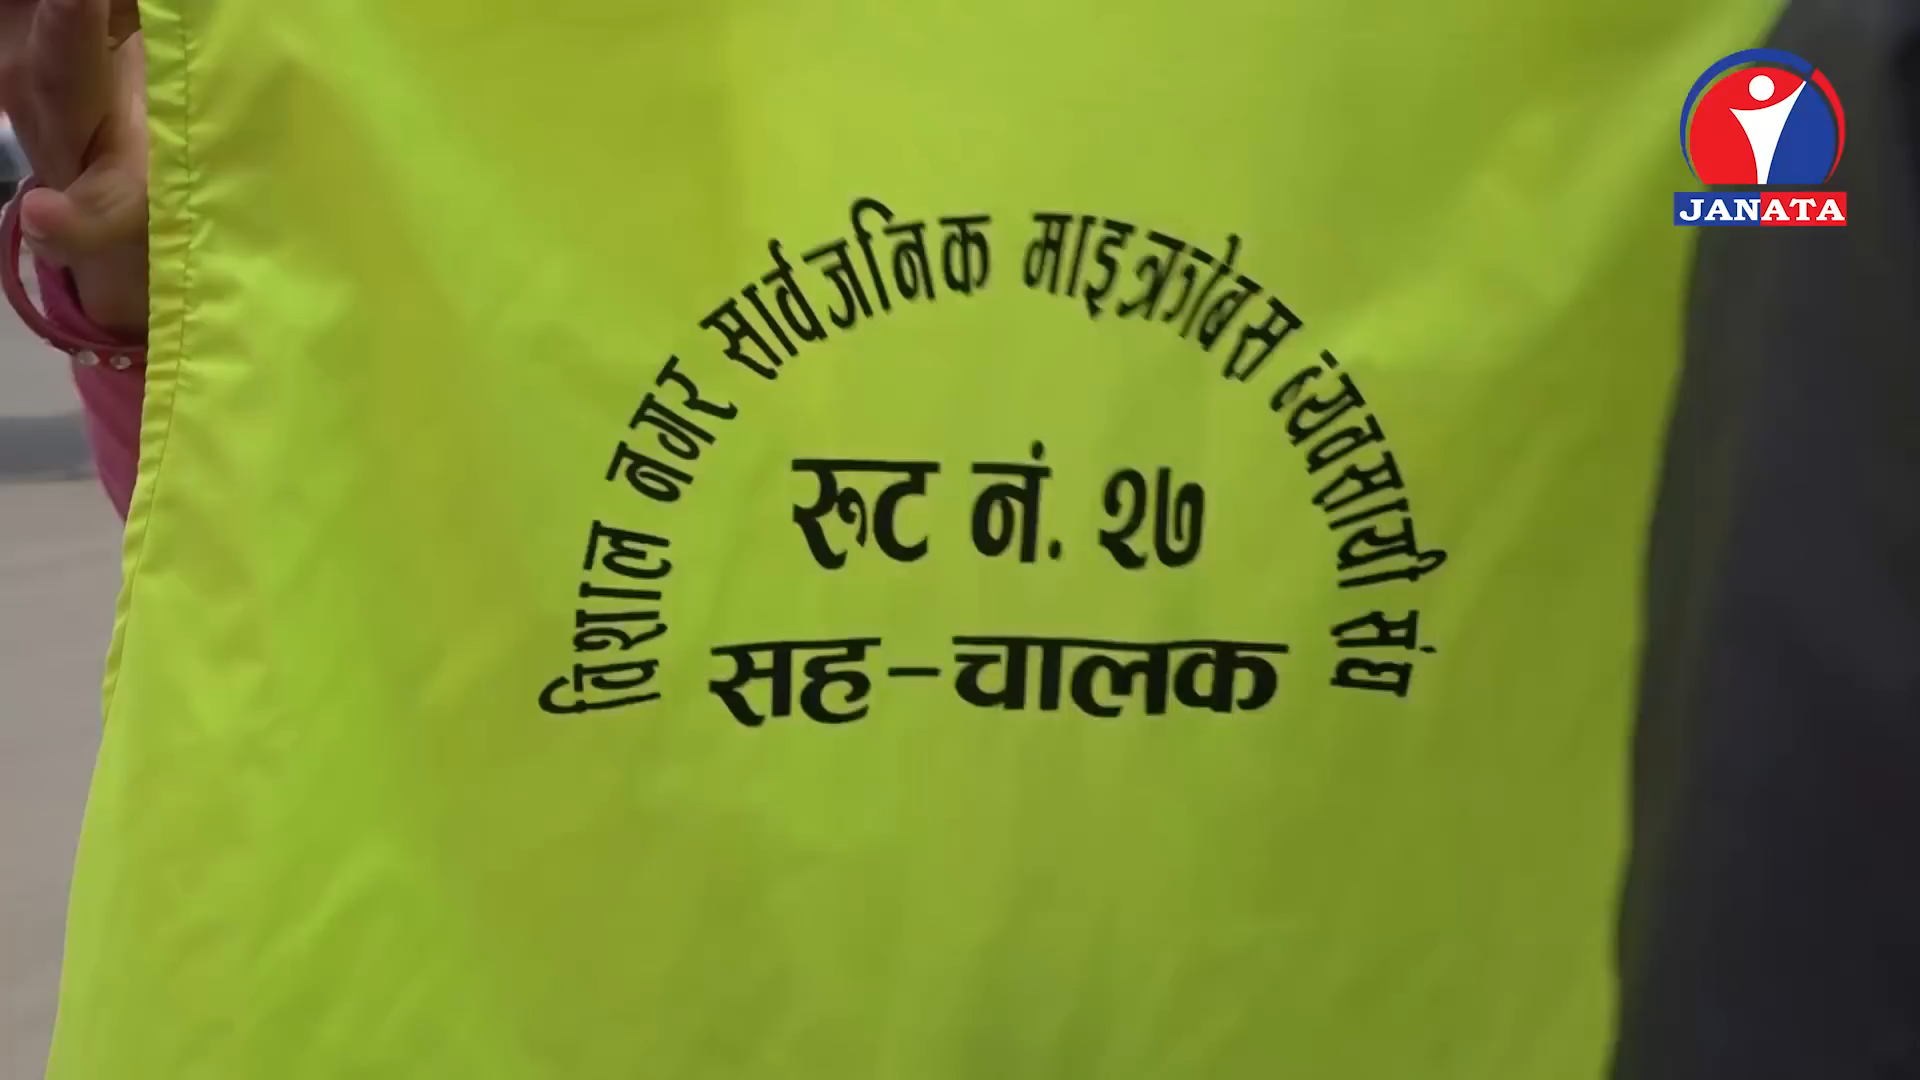 विशाल नगर सार्वजनिक माइक्रोबस व्यवसायी संघ
रूट नं. २७
सह-चालक
JANATA